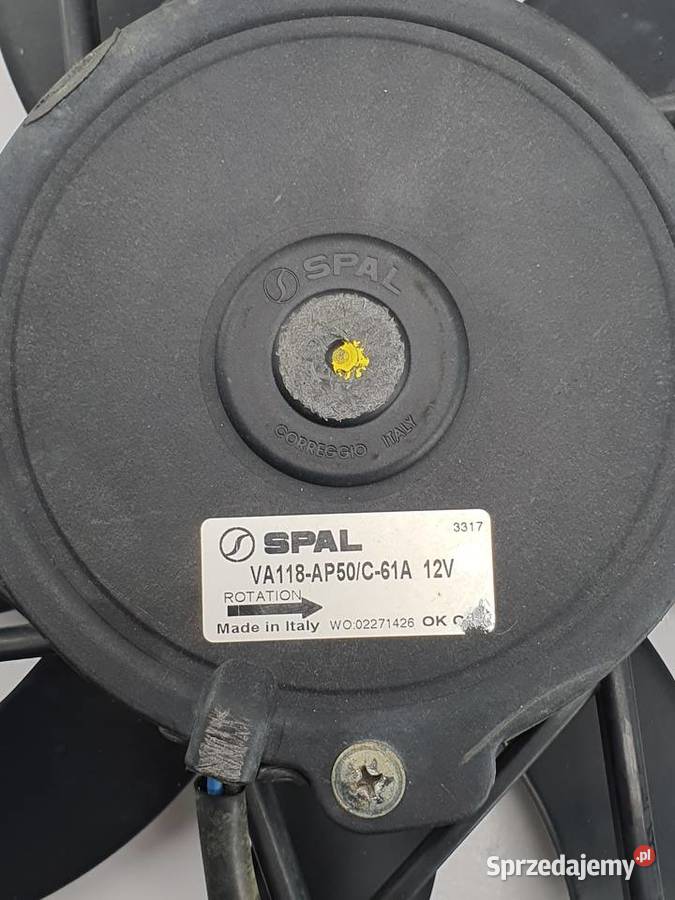 SPAL
CORREGGIO ITALY
SPAL 3317
VA118-AP50/C-61A 12V
ROTATION
Made in Italy WO:02271426 OK
Sprzedajemy.pl